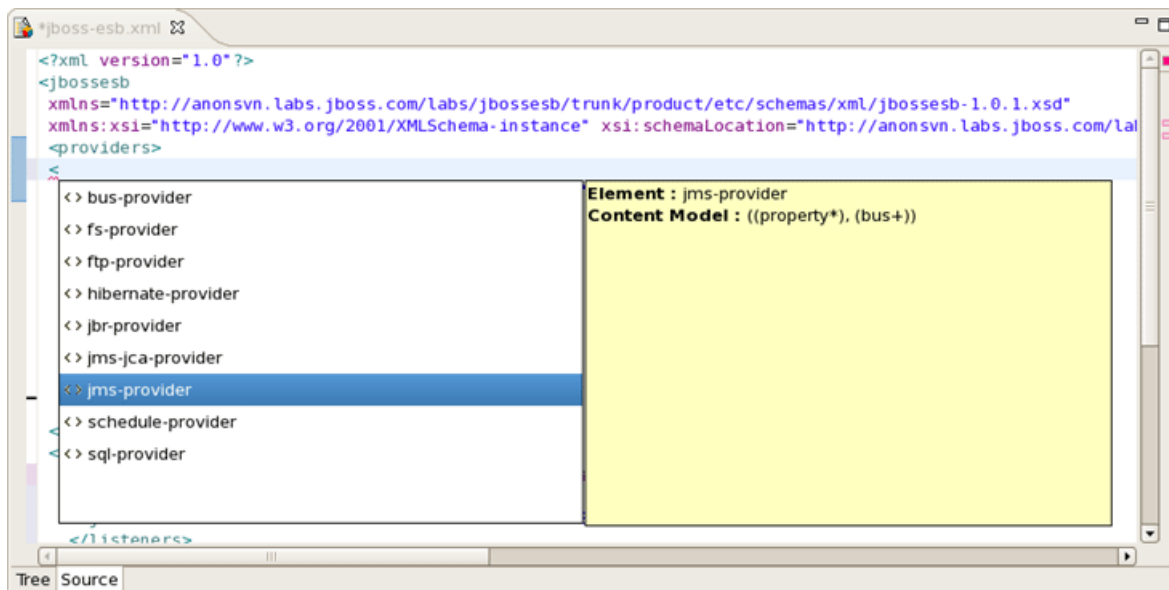 *jboss-esb.xml
<?xml version="1.0"?>
<jbossesb
xmlns="http://anonsvn.labs.jboss.com/labs/jbossesb/trunk/product/etc/schemas/xml/jbossesb-1.0.1.xsd"
xmlns:xsi="http://www.w3.org/2001/XMLSchema-instance" xsi:schemaLocation="http://anonsvn.labs.jboss.com/lal
<providers>
<
<> bus-provider
<> fs-provider
<> ftp-provider
<> hibernate-provider
<> jbr-provider
<> jms-jca-provider
<> jms-provider
<> schedule-provider
<> sql-provider
Element : jms-provider
Content Model : ((property*), (bus+))
<
<
</listeners>
Tree Source